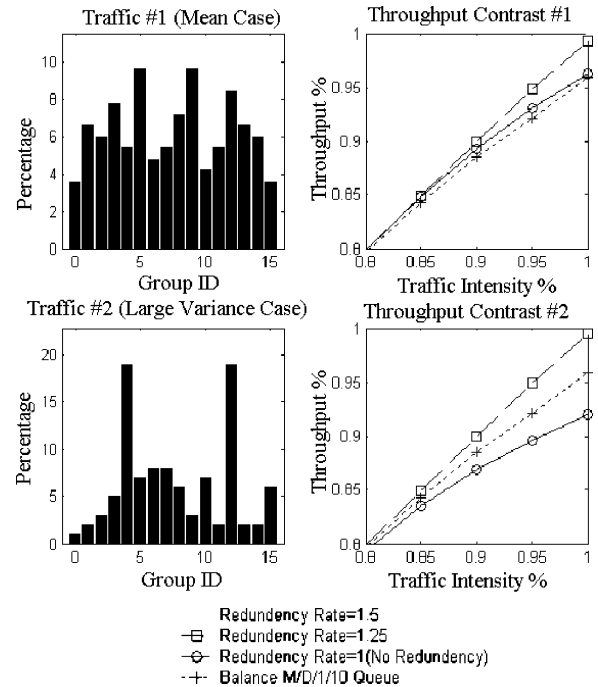 Traffic #1 (Mean Case)
Throughput Contrast #1
Percentage
10
8
6
4
2
0
0 5 10 15
Group ID
Throughput %
1
0.95
0.9
0.85
0.8
0.8 0.85 0.9 0.95 1
Traffic Intensity %
Traffic #2 (Large Variance Case)
Throughput Contrast #2
Percentage
20
15
10
5
0
0 5 10 15
Group ID
Throughput %
1
0.95
0.9
0.85
0.8
0.8 0.85 0.9 0.95 1
Traffic Intensity %
Redundency Rate=1.5
Redundency Rate=1.25
Redundency Rate=1(No Redundency)
Balance M/D/1/10 Queue